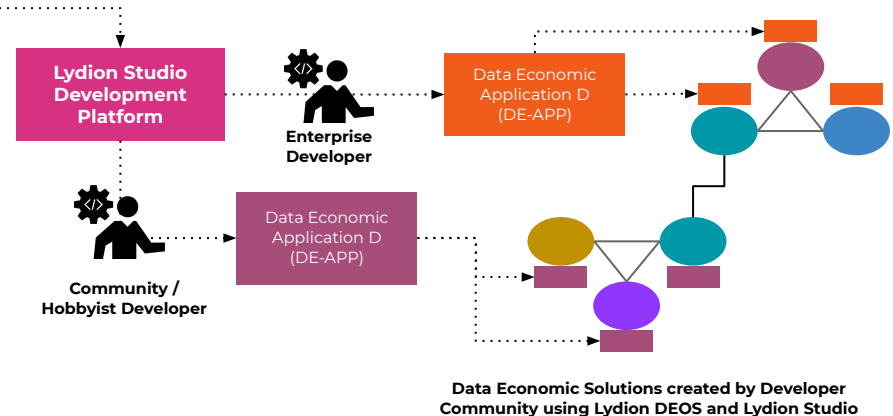 Lydion Studio
Development
Platform
</>
Enterprise
Developer
Data Economic
Application D
(DE-APP)
</>
Community /
Hobbyist Developer
Data Economic
Application D
(DE-APP)
Data Economic Solutions created by Developer
Community using Lydion DEOS and Lydion Studio